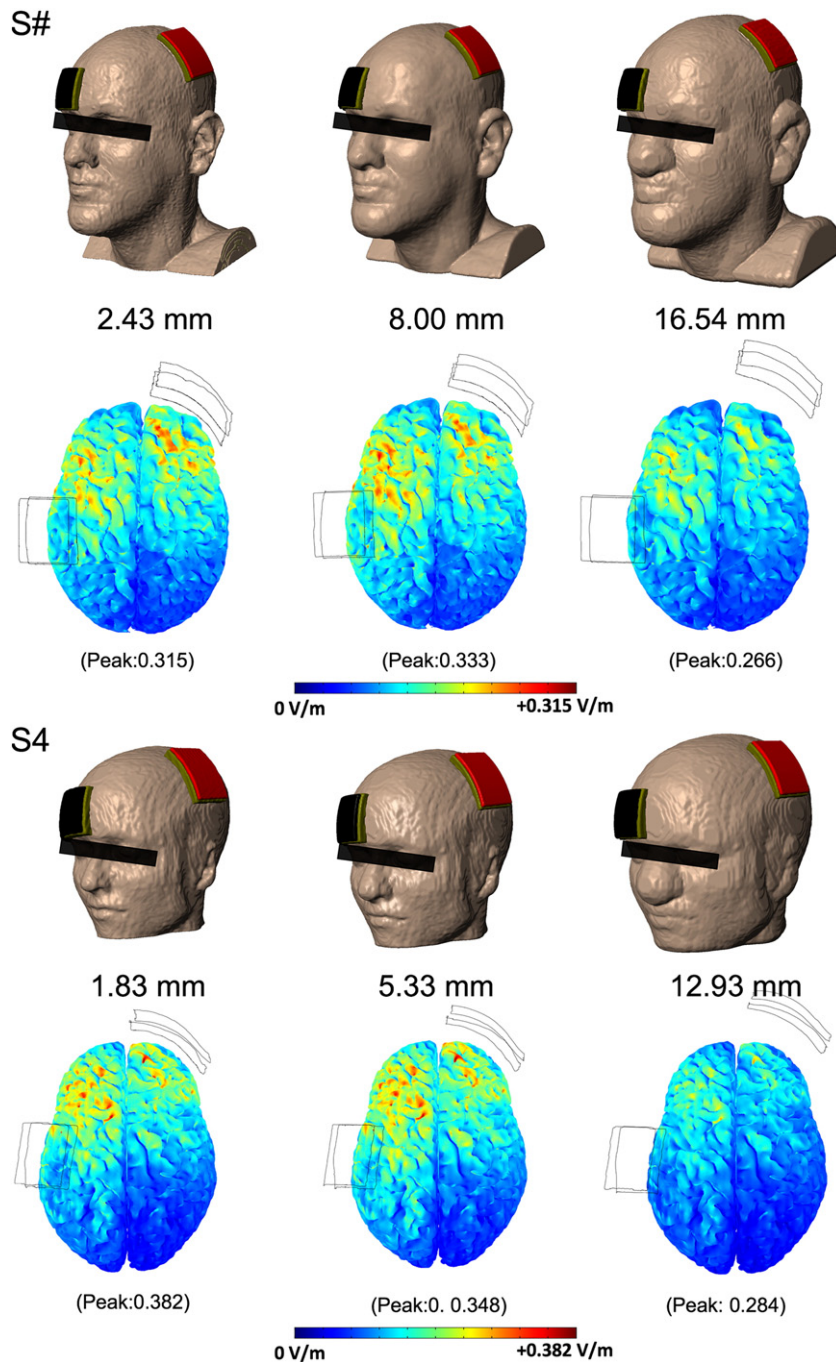 S#
2.43 mm 8.00 mm 16.54 mm
(Peak:0.315) (Peak:0.333) (Peak:0.266)
0 V/m +0.315 V/m
S4
1.83 mm 5.33 mm 12.93 mm
(Peak:0.382) (Peak:0. 0.348) (Peak: 0.284)
0 V/m +0.382 V/m